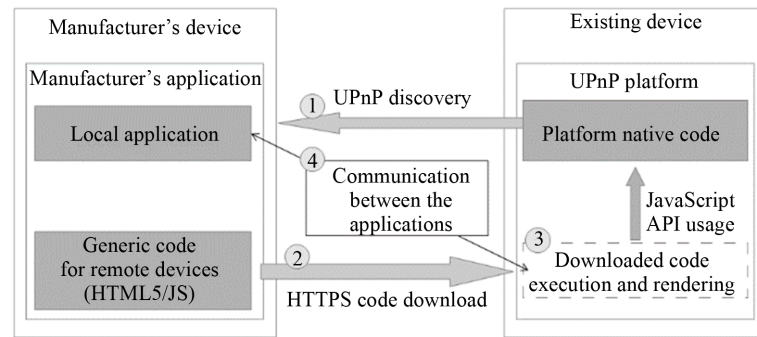 Manufacturer's device
Existing device
Manufacturer's application
UPnP platform
1
UPnP discovery
Local application
Platform native code
4
Communication
between the
applications
JavaScript
API usage
Generic code
for remote devices
(HTML5/JS)
2
HTTPS code download
3
Downloaded code
execution and rendering